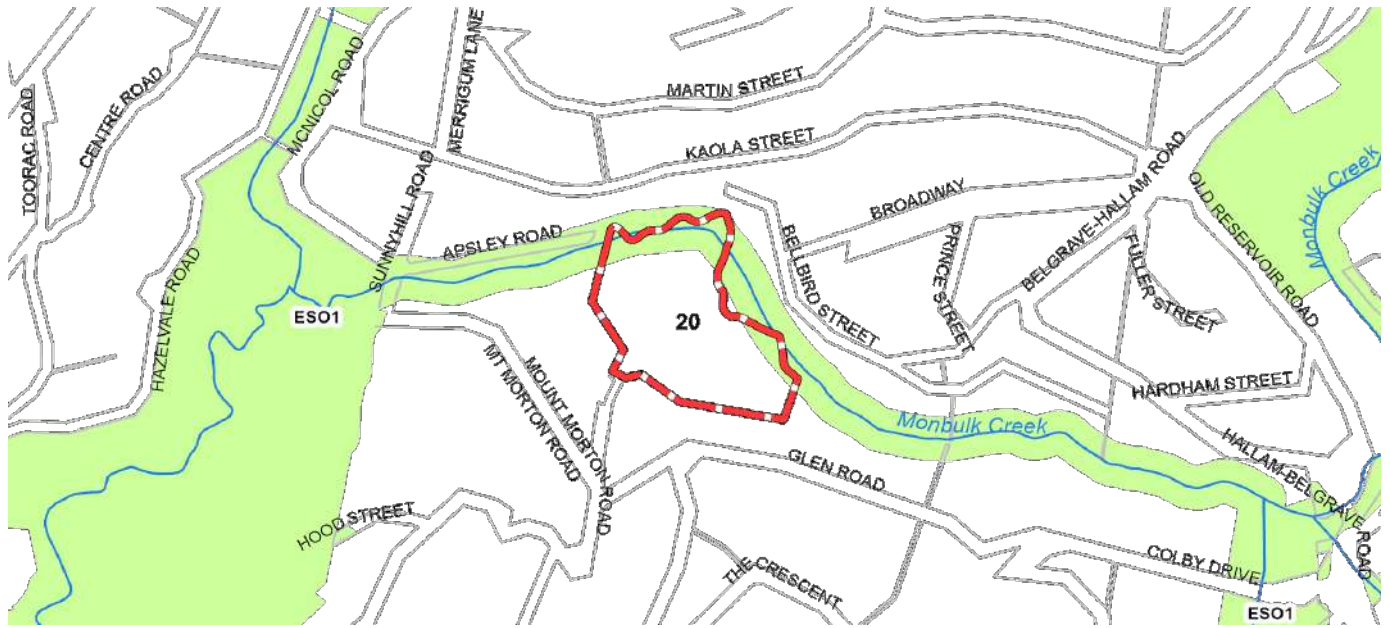 TOORAC ROAD
CENTRE ROAD
MCNICOL ROAD
MERRIGUM LANE
MARTIN STREET
KAOLA STREET
SUNNYHILL ROAD
APSLEY ROAD
HAZELVALE ROAD
ESO1
BROADWAY
BELLBIRD STREET
PRINCE STREET
BELGRAVE-HALLAM ROAD
FULLER STREET
OLD RESERVOIR ROAD
Monbulk Creek
20
MOUNT MORTON ROAD
MT MORTON ROAD
HARDHAM STREET
Monbulk Creek
HALLAM-BELGRAVE ROAD
GLEN ROAD
HOOD STREET
THE CRESCENT
COLBY DRIVE
ESO1